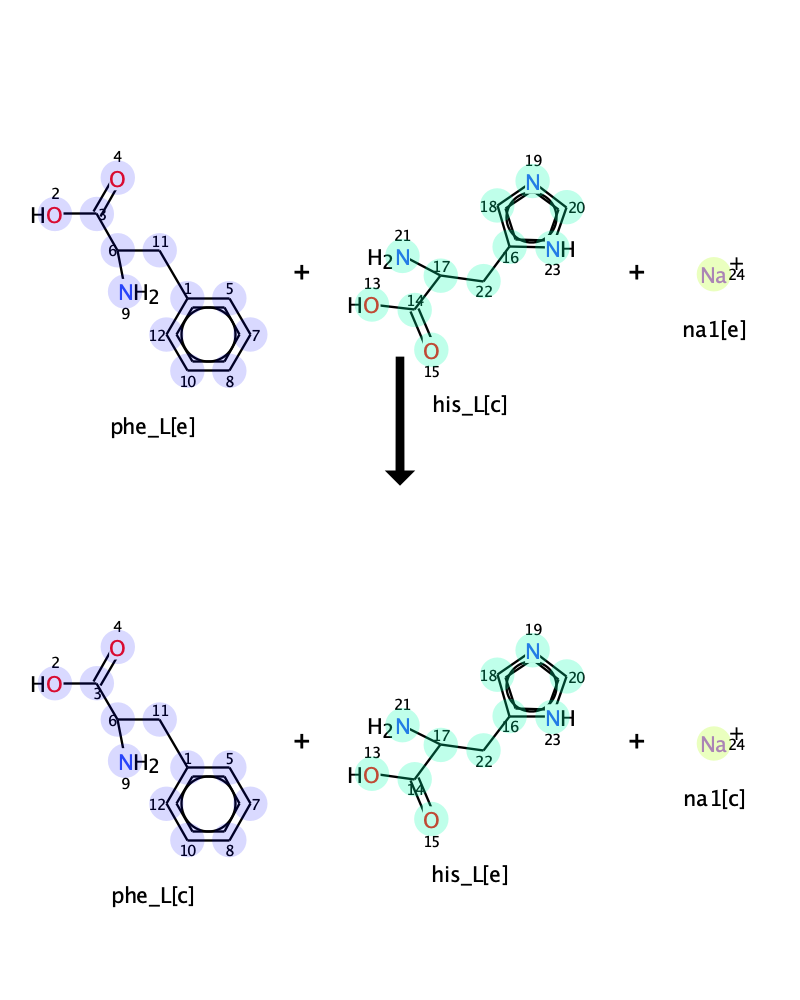 4
2
HO
3
6
11
NH2
9
1
5
12
7
10
8
phe_L[e]
+
19
N
18
20
21
H2N
17
16
NH
23
13
HO
14
22
O
15
his_L[c]
+
Na+
24
na1[e]
4
O
2
HO
3
6
11
NH2
9
1
5
12
7
10
8
phe_L[c]
+
19
N
18
20
21
H2N
17
16
NH
23
13
HO
14
22
O
15
his_L[e]
+
Na+
24
na1[c]